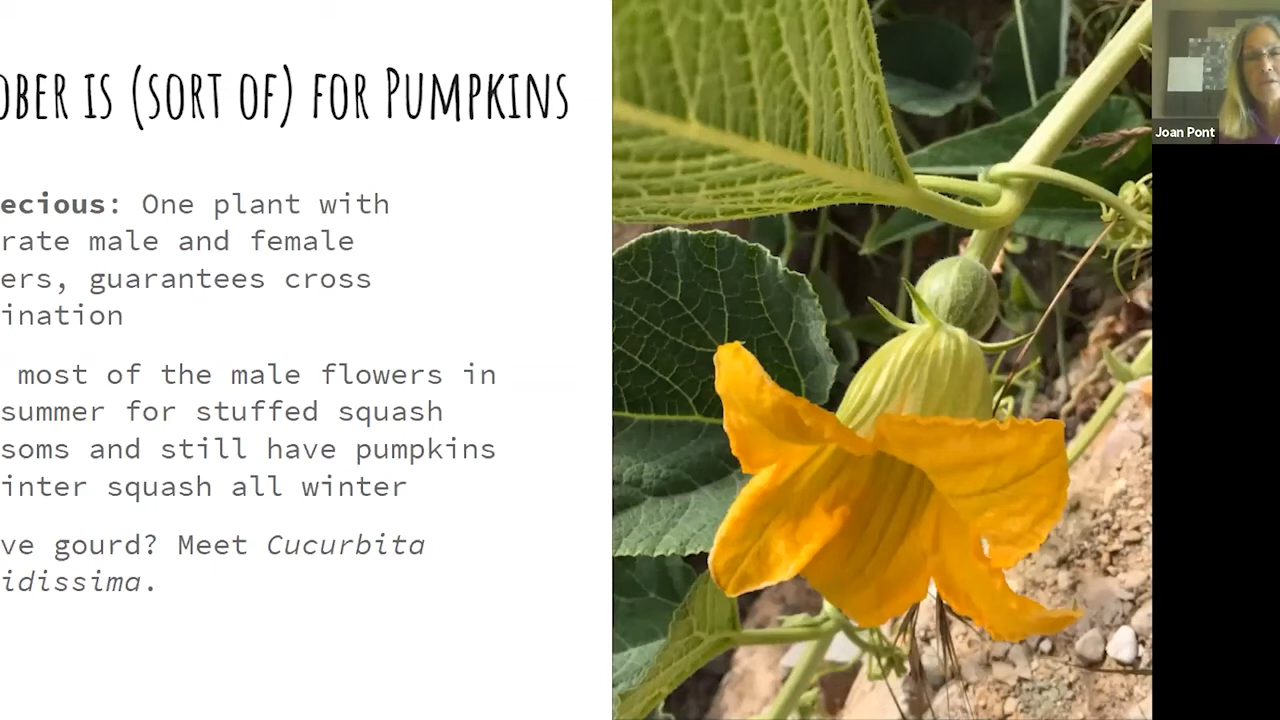 OBER IS (SORT OF) FOR PUMPKINS
ecious: One plant with
rate male and female
ers, guarantees cross
ination
most of the male flowers in
summer for stuffed squash
soms and still have pumpkins
inter squash all winter
ve gourd? Meet Cucurbita
idissima.
Joan Pont